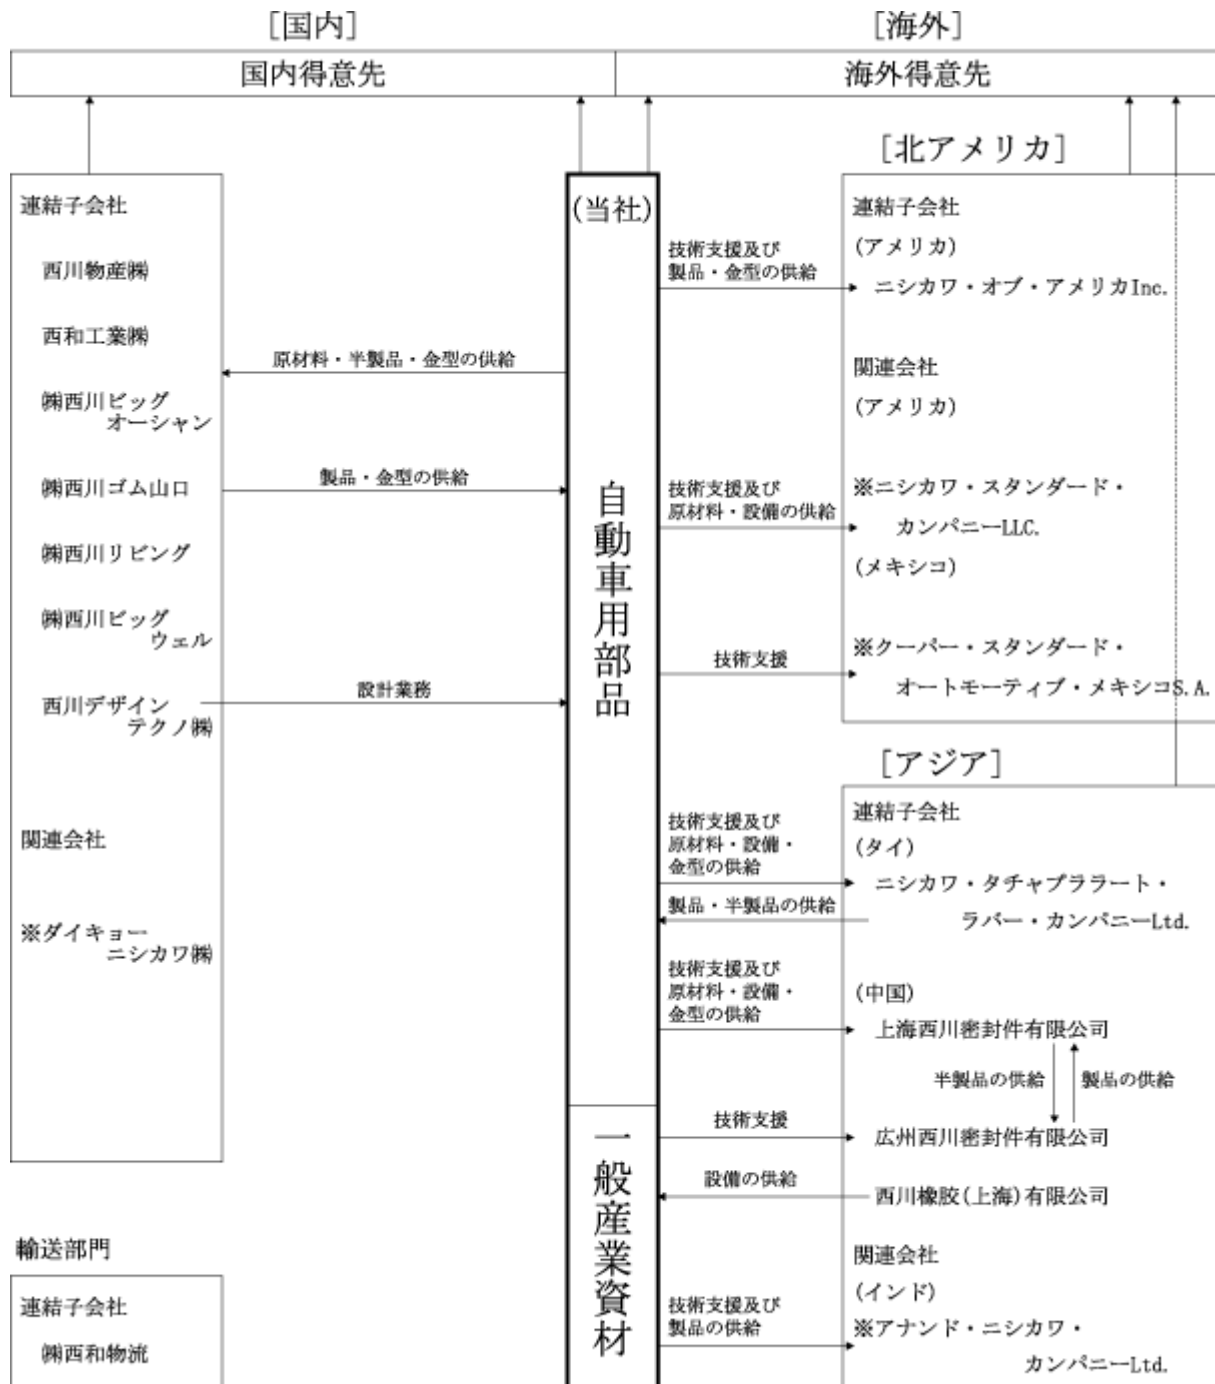 ［国内］
［海外］
国内得意先
海外得意先
［北アメリカ］
連結子会社
西川物産㈱
西和工業㈱
㈱西川ビッグ
オーシャン
㈱西川ゴム山口
㈱西川リビング
㈱西川ビッグ
ウェル
西川デザイン
テクノ㈱
関連会社
※ダイキョー
ニシカワ㈱
輸送部門
連結子会社
㈱西和物流
原材料・半製品・金型の供給
製品・金型の供給
設計業務
(当社)
自動車用部品
一般産業資材
技術支援及び
製品・金型の供給
技術支援及び
原材料・設備の供給
技術支援
技術支援及び
原材料・設備・
金型の供給
製品・半製品の供給
技術支援及び
原材料・設備・
金型の供給
技術支援
設備の供給
技術支援及び
製品の供給
連結子会社
(アメリカ)
ニシカワ・オブ・アメリカInc.
関連会社
(アメリカ)
※ニシカワ・スタンダード・
カンパニーLLC.
(メキシコ)
※クーパー・スタンダード・
オートモーティブ・メキシコS.A.
［アジア］
連結子会社
(タイ)
ニシカワ・タチャプララート・
ラバー・カンパニーLtd.
(中国)
上海西川密封件有限公司
半製品の供給
製品の供給
広州西川密封件有限公司
西川橡胶(上海)有限公司
関連会社
(インド)
※アナンド・ニシカワ・
カンパニーLtd.